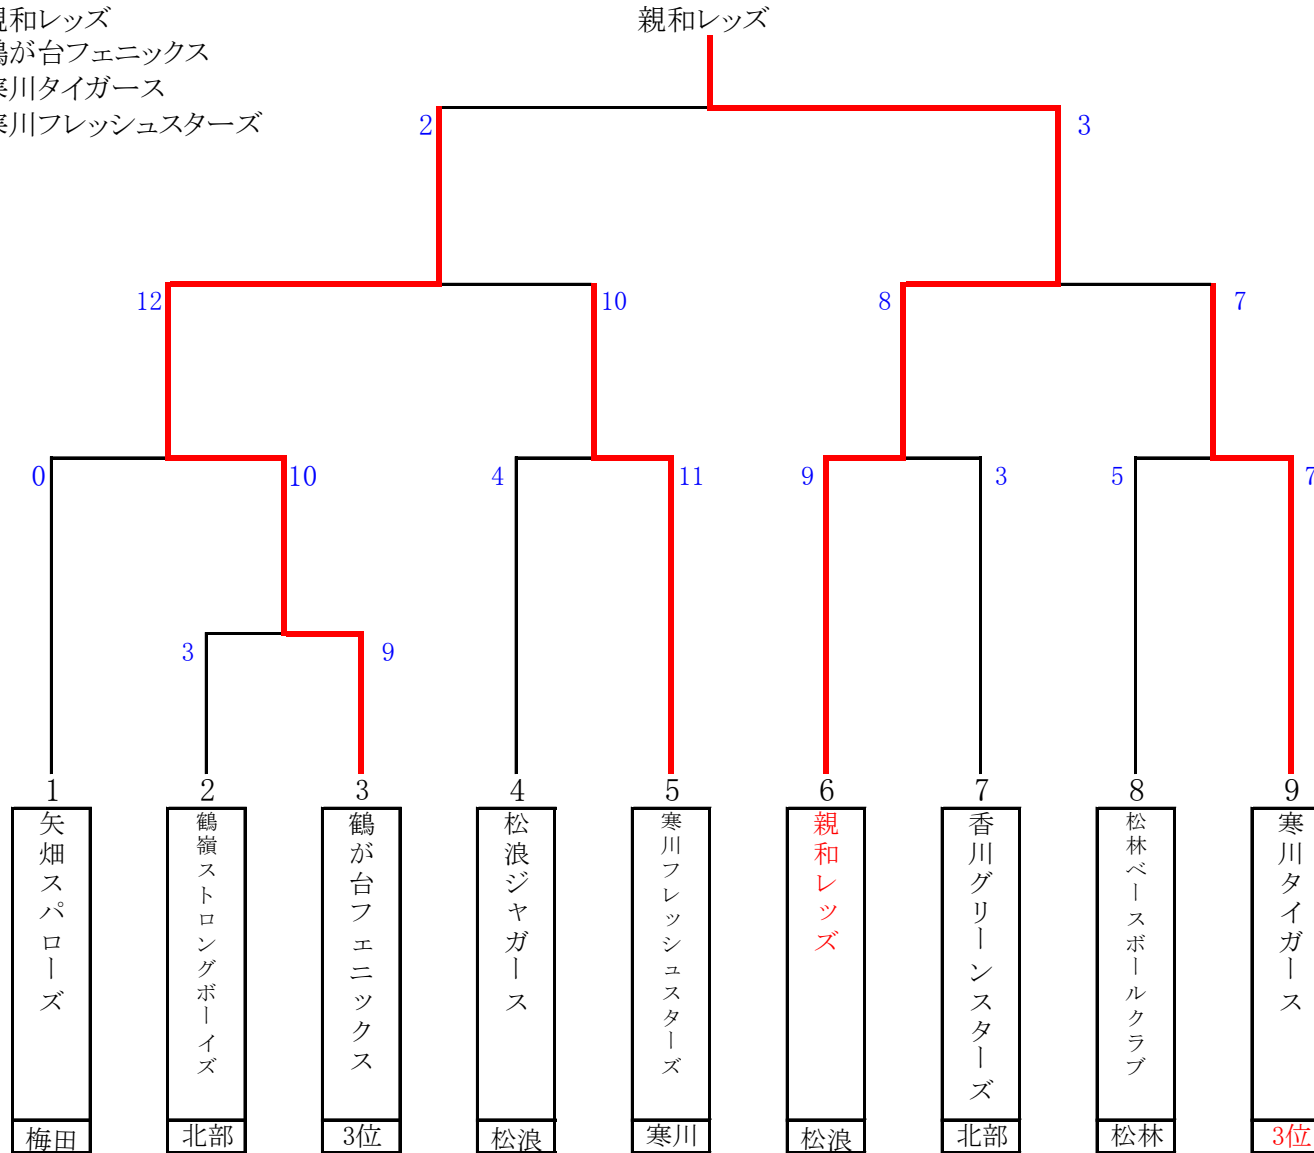 親和レッズ
親和レッズ
鶴が台フェニックス
寒川タイガース
寒川フレッシュスターズ
2
3
12
10
8
7
0
10
4
11
9
3
5
7
3
9
1
2
3
4
5
6
7
8
9
矢畑スパローズ
鶴嶺ストロングボーイズ
鶴が台フェニックス
松浪ジャガース
寒川フレッシュスターズ
親和レッズ
香川グリーンスターズ
松林ベースボールクラブ
寒川タイガース
梅田
北部
3位
松浪
寒川
松浪
北部
松林
3位